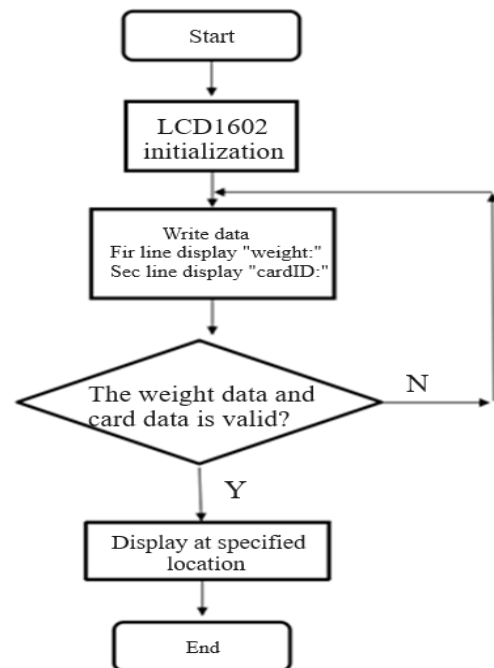 Start
LCD1602
initialization
Write data
Fir line display "weight:"
Sec line display "cardID:"
The weight data and
card data is valid?
N
Y
Display at specified
location
End